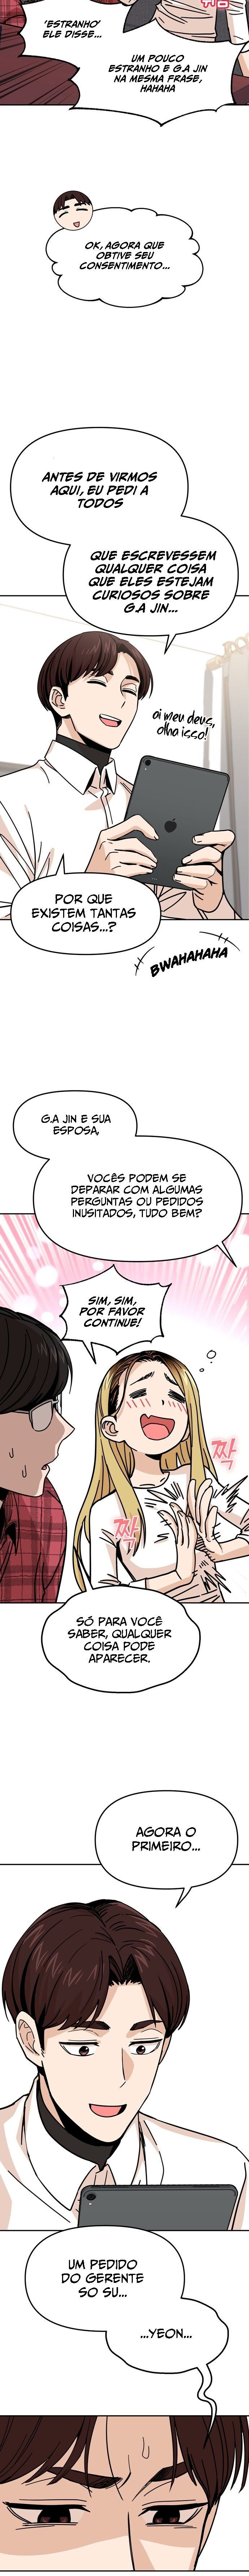 위잉
'ESTRANHO'
ELE DISSE...
UM POUCO
ESTRANHO E G.A JIN
NA MESMA FRASE,
HAHAHA
OK, AGORA QUE
OBTIVE SEU
CONSENTIMENTO...
ANTES DE VIRMOS
AQUI, EU PEDI A
TODOS
QUE ESCREVESSEM
QUALQUER COISA
QUE ELES ESTEJAM
CURIOSOS SOBRE
G.A JIN...
oi meu deus,
olha isso!
POR QUE
EXISTEM TANTAS
COISAS...?
BWAHAHAHA
G.A JIN E SUA
ESPOSA,
VOCÊS PODEM SE
DEPARAR COM ALGUMAS
PERGUNTAS OU PEDIDOS
INUSITADOS, TUDO BEM?
SIM, SIM,
POR FAVOR
CONTINUE!
짝
짝
SÓ PARA VOCÊ
SABER, QUALQUER
COISA PODE
APARECER.
AGORA O
PRIMEIRO...
UM PEDIDO
DO GERENTE
SO SU...
...YEON...